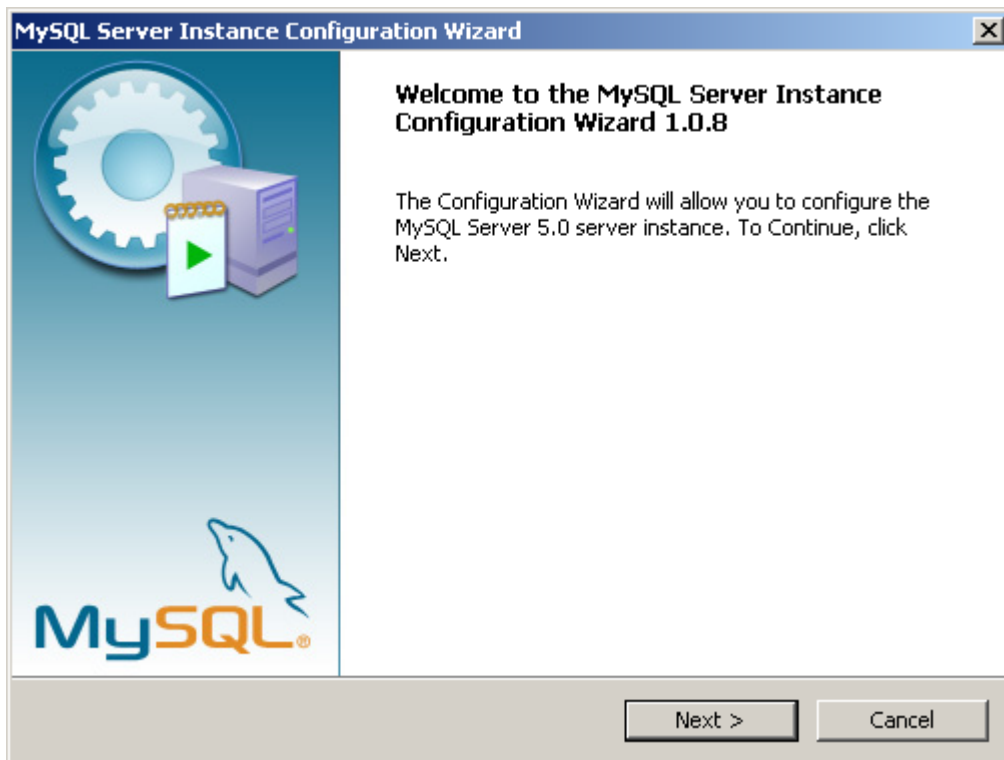 MySQL Server Instance Configuration Wizard
Welcome to the MySQL Server Instance
Configuration Wizard 1.0.8
The Configuration Wizard will allow you to configure the
MySQL Server 5.0 server instance. To Continue, click
Next.
MySQL®
Next >
Cancel